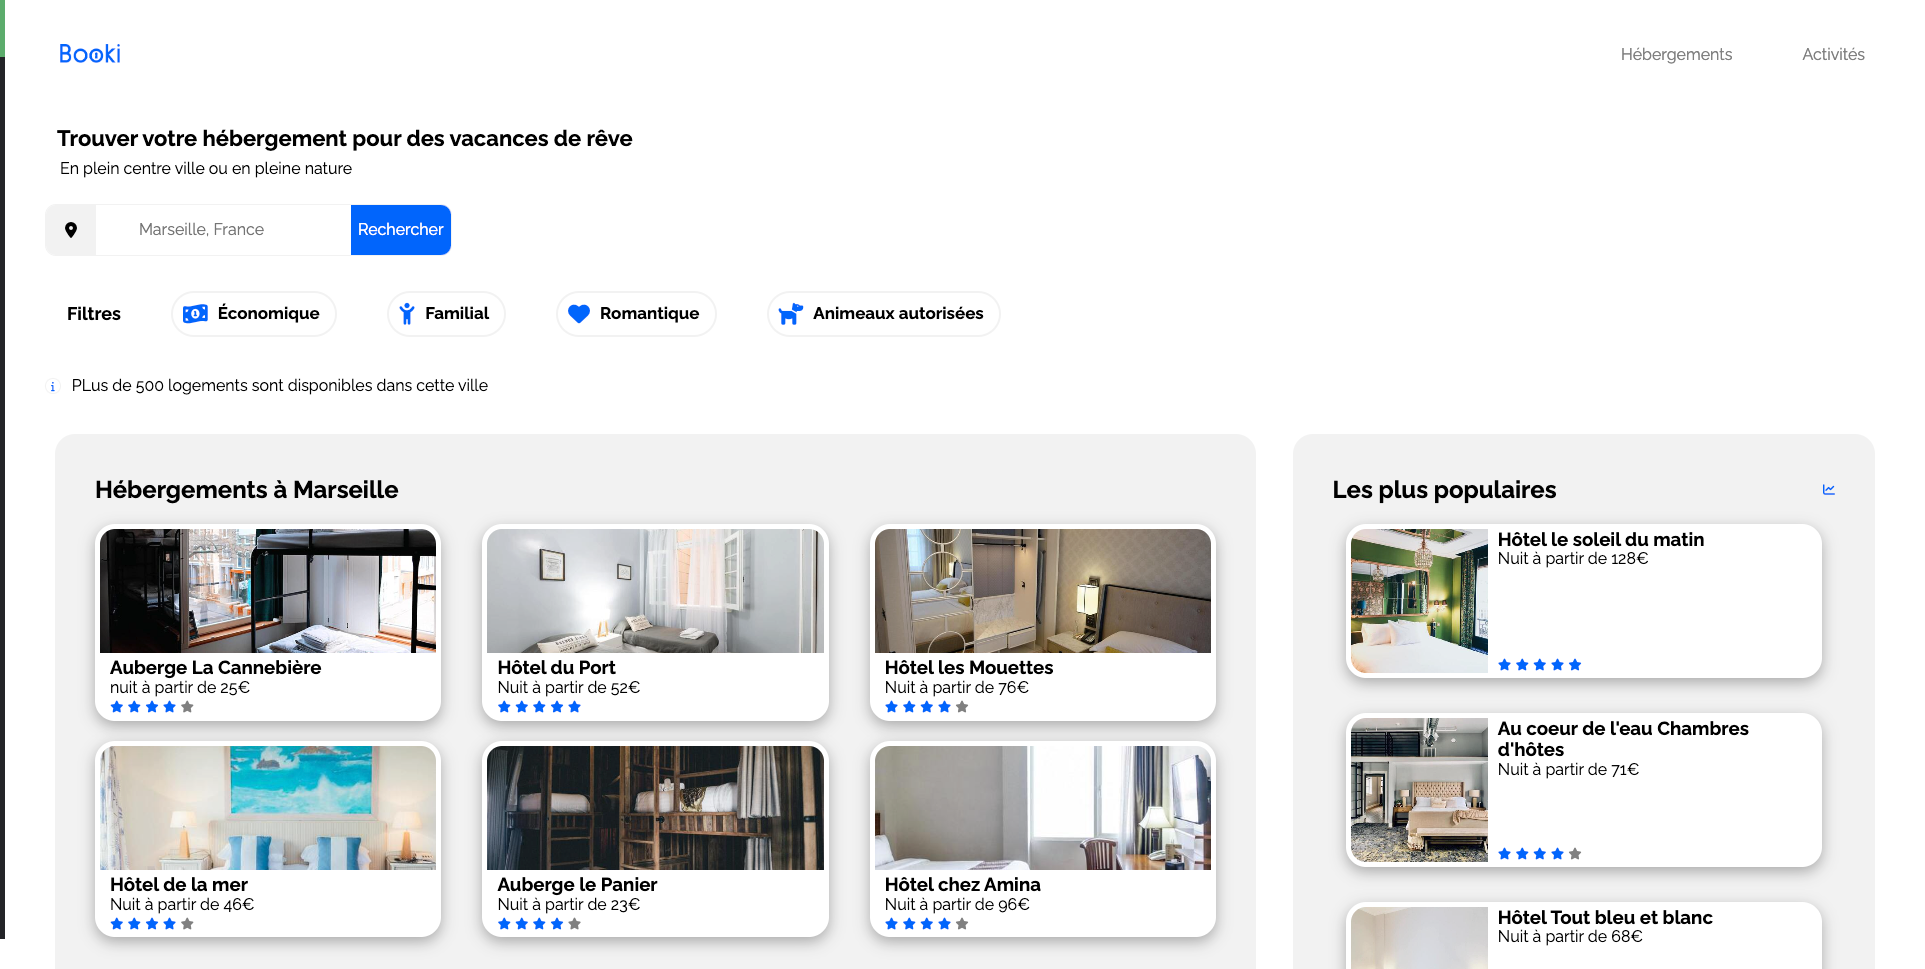 Booki
Hébergements
Activités
Trouver votre hébergement pour des vacances de rêve
En plein centre ville ou en pleine nature
Marseille, France
Rechercher
Filtres
Économique
Familial
Romantique
Animeaux autorisées
PLus de 500 logements sont disponibles dans cette ville
Hébergements à Marseille
Auberge La Cannebière
nuit à partir de 25€
Hôtel du Port
Nuit à partir de 52€
Hôtel les Mouettes
Nuit à partir de 76€
Hôtel de la mer
Nuit à partir de 46€
Auberge le Panier
Nuit à partir de 23€
Hôtel chez Amina
Nuit à partir de 96€
Les plus populaires
Hôtel le soleil du matin
Nuit à partir de 128€
Au coeur de l'eau Chambres
d'hôtes
Nuit à partir de 71€
Hôtel Tout bleu et blanc
Nuit à partir de 68€